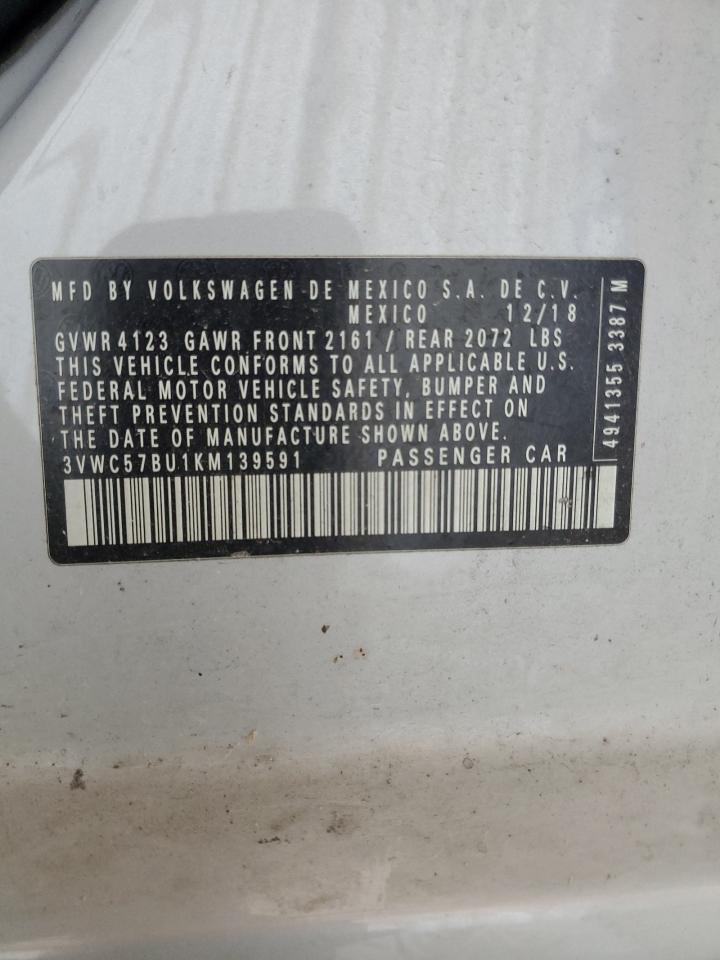 MFD BY VOLKSWAGEN DE MEXICO S.A. DE C.V.
MEXICO 12/18
GVWR 4123 GAWR FRONT 2161 / REAR 2072 LBS
THIS VEHICLE CONFORMS TO ALL APPLICABLE U.S.
FEDERAL MOTOR VEHICLE SAFETY, BUMPER AND
THEFT PREVENTION STANDARDS IN EFFECT ON
THE DATE OF MANUFACTURE SHOWN ABOVE.
3VWC57BU1KM139591 PASSENGER CAR
4941355 3387 M